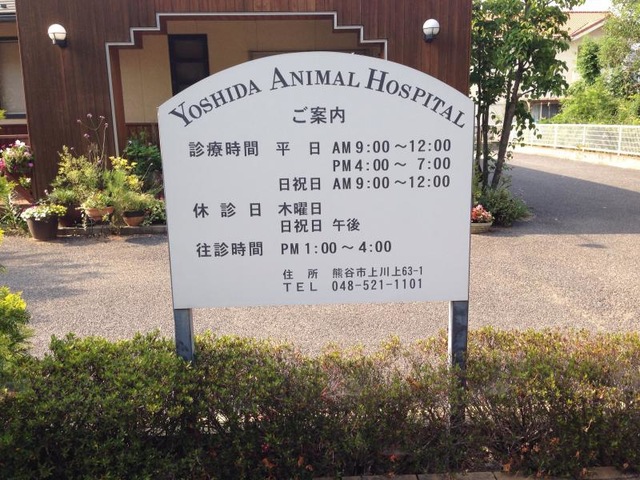 YOSHIDA ANIMAL HOSPITAL
ご案内
診療時間 平 日 AM 9:00～12:00
PM 4:00～ 7:00
日祝日 AM 9:00～12:00
休診日 木曜日
日祝日 午後
往診時間 PM 1:00～4:00
住 所 熊谷市上川上63-1
TEL 048-521-1101